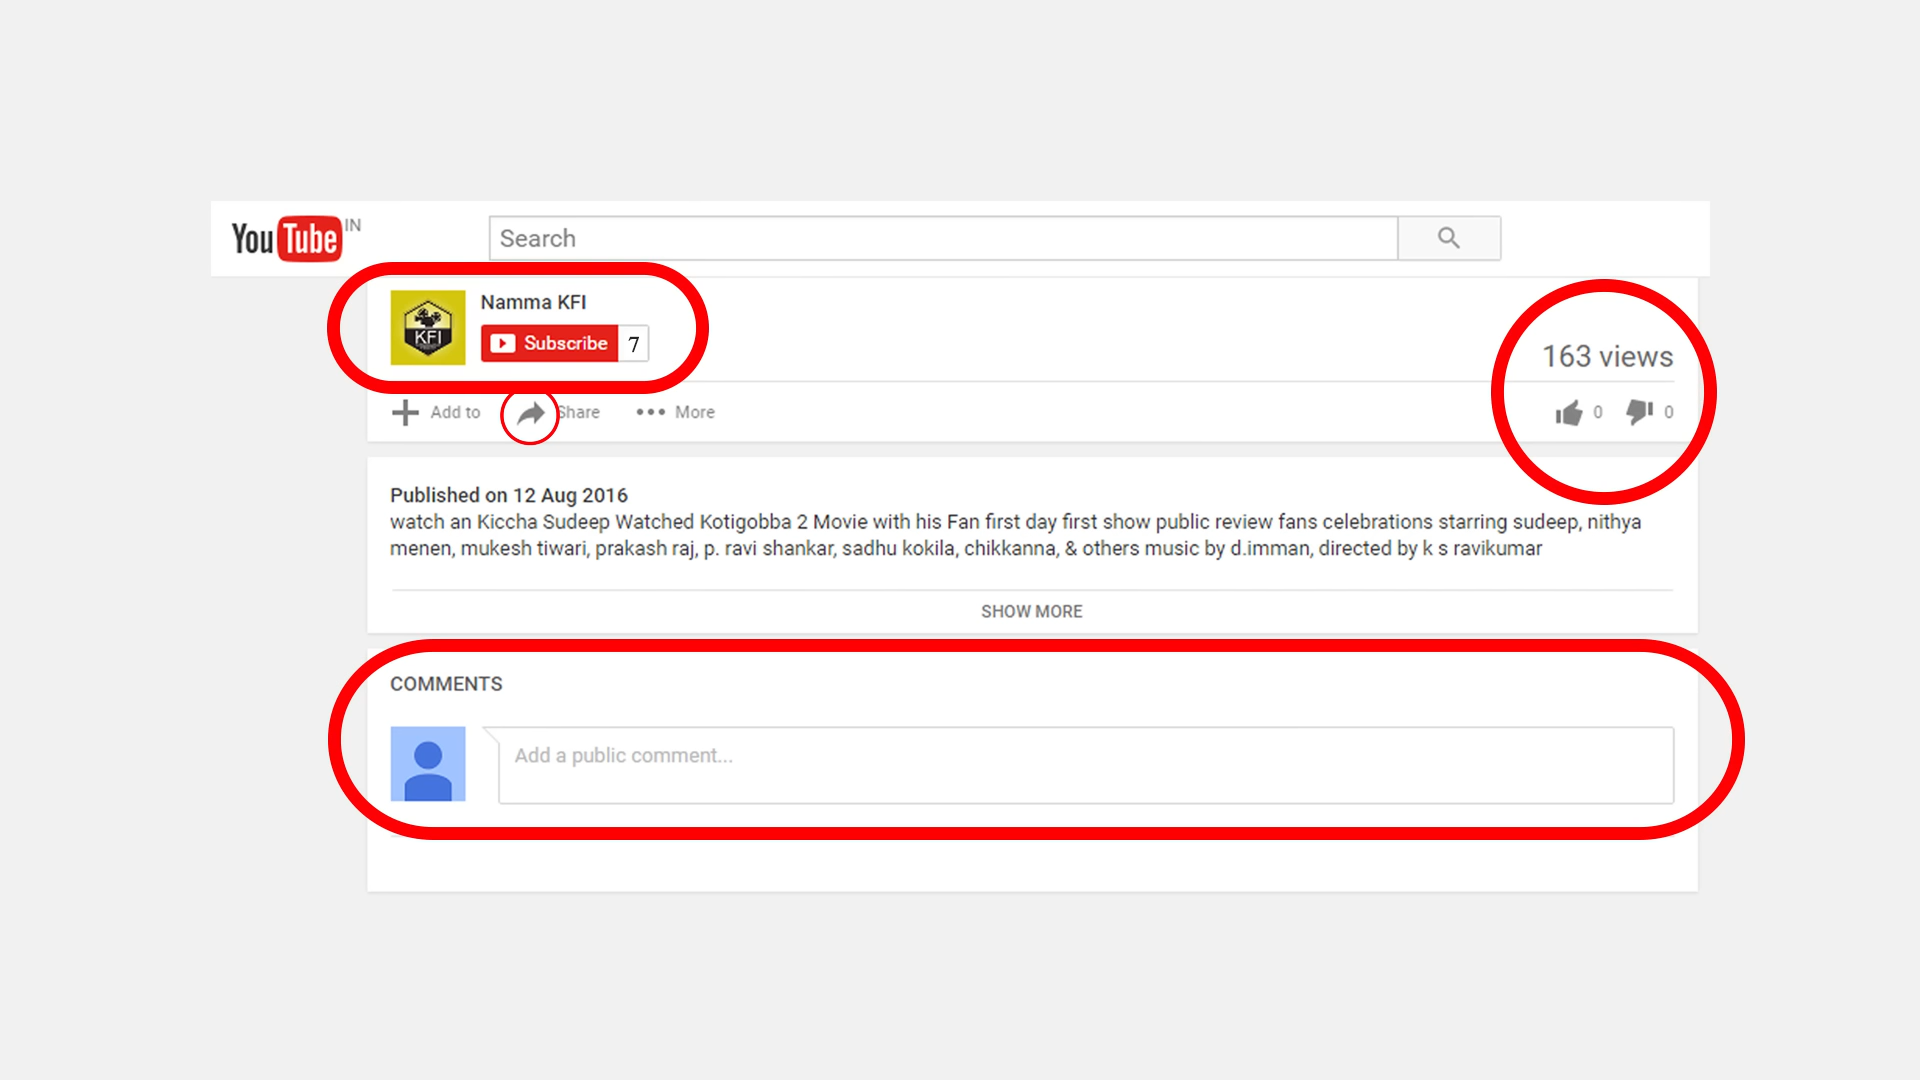 YouTube IN
Search
Namma KFI
KFI
Subscribe 7
163 views
Add to Share More
0 0
Published on 12 Aug 2016
watch an Kiccha Sudeep Watched Kotigobba 2 Movie with his Fan first day first show public review fans celebrations starring sudeep, nithya
menen, mukesh tiwari, prakash raj, p. ravi shankar, sadhu kokila, chikkanna, & others music by d.imman, directed by k s ravikumar
SHOW MORE
COMMENTS
Add a public comment...